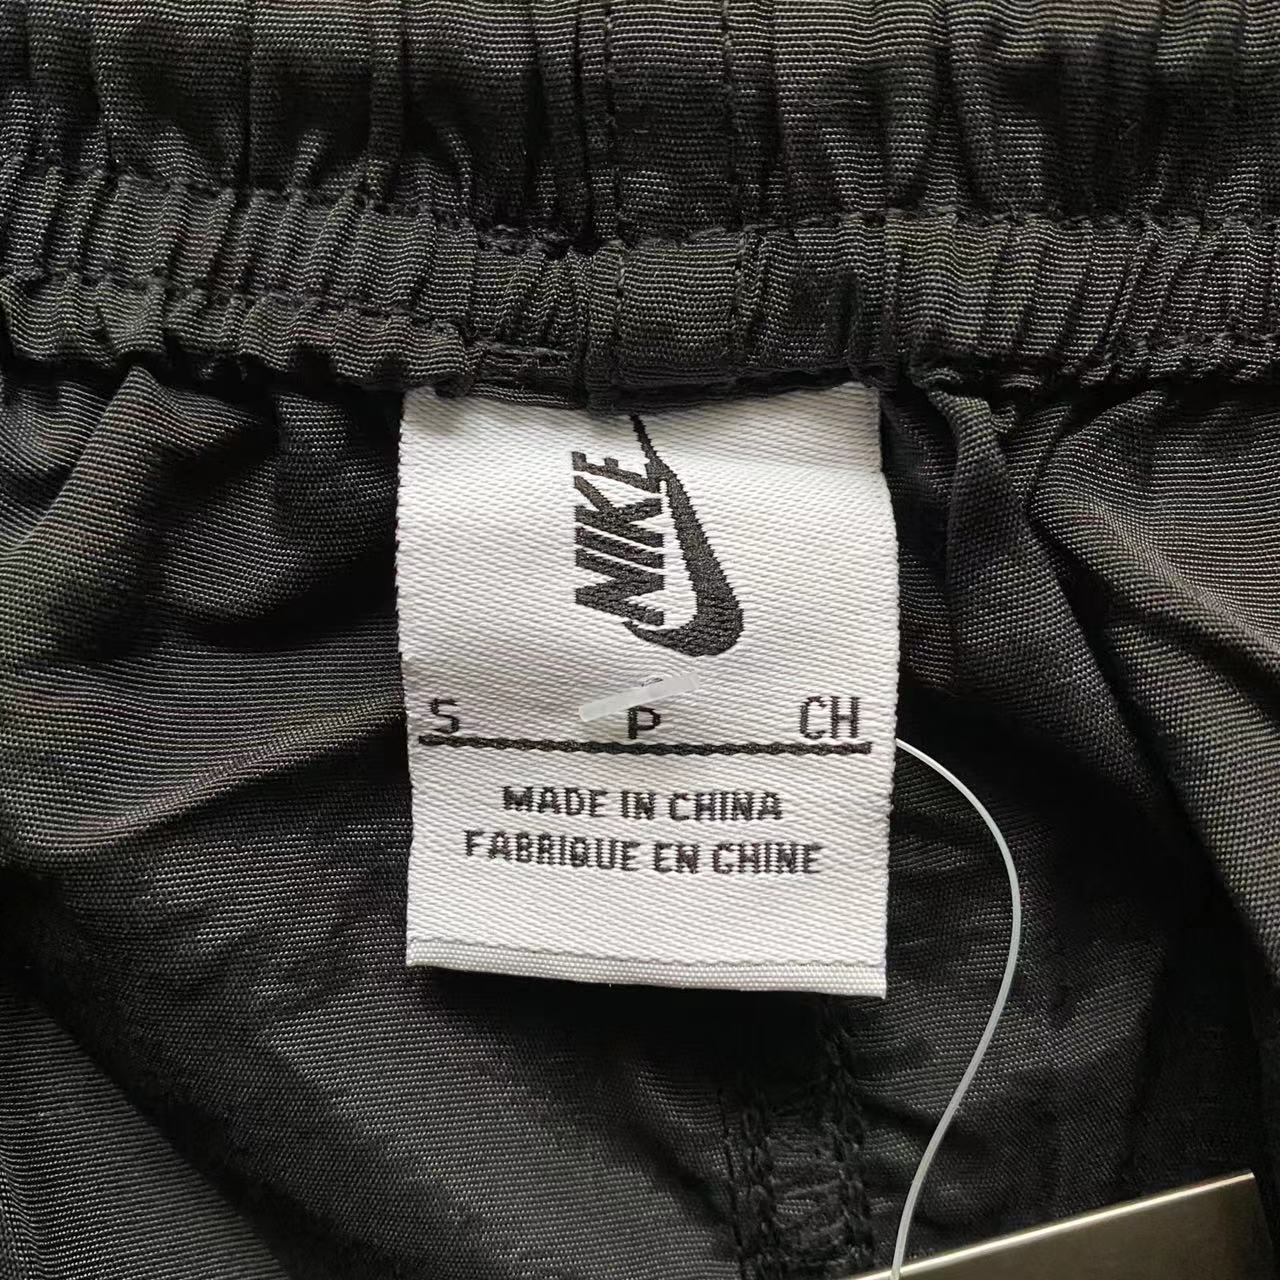 NIKE
S P CH
MADE IN CHINA
FABRIQUE EN CHINE